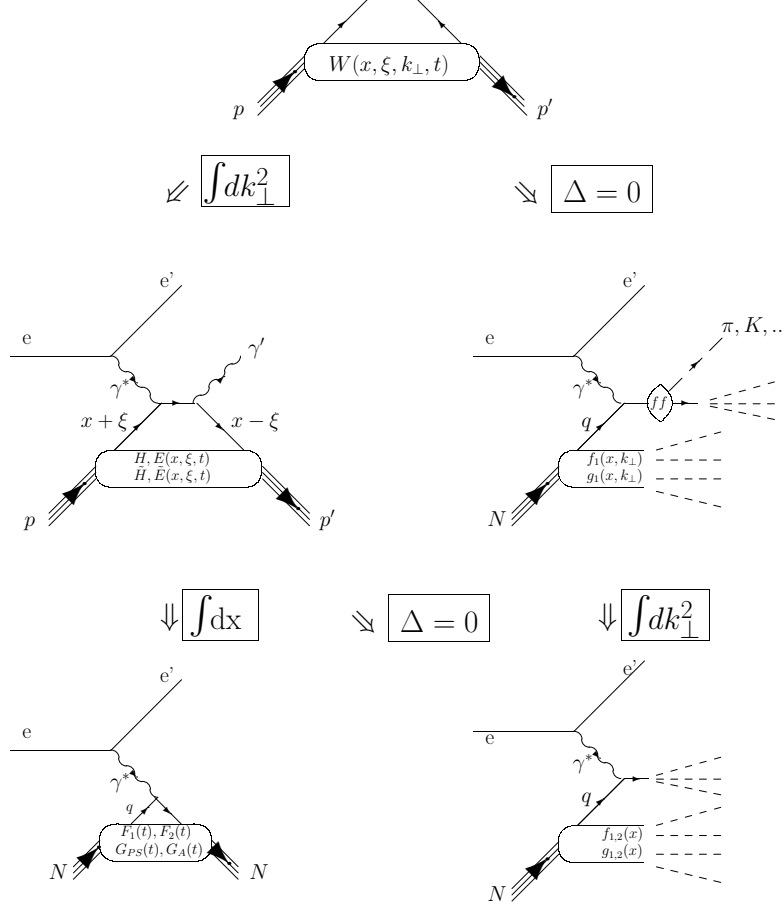 W(x, ξ, k⊥, t)
p p′
⇙ ∫dk²⊥ ⇘ Δ = 0
e' e'
e γ′ e π, K, ..
γ* γ*
ff
x + ξ x − ξ q
H, E(x, ξ, t) f₁(x, k⊥)
H̃, Ẽ(x, ξ, t) g₁(x, k⊥)
p p′ N
⇓ ∫dx ⇘ Δ = 0 ⇓ ∫dk²⊥
e' e'
e e
γ* γ*
q q
F₁(t), F₂(t) f₁,₂(x)
G_PS(t), G_A(t) g₁,₂(x)
N N N